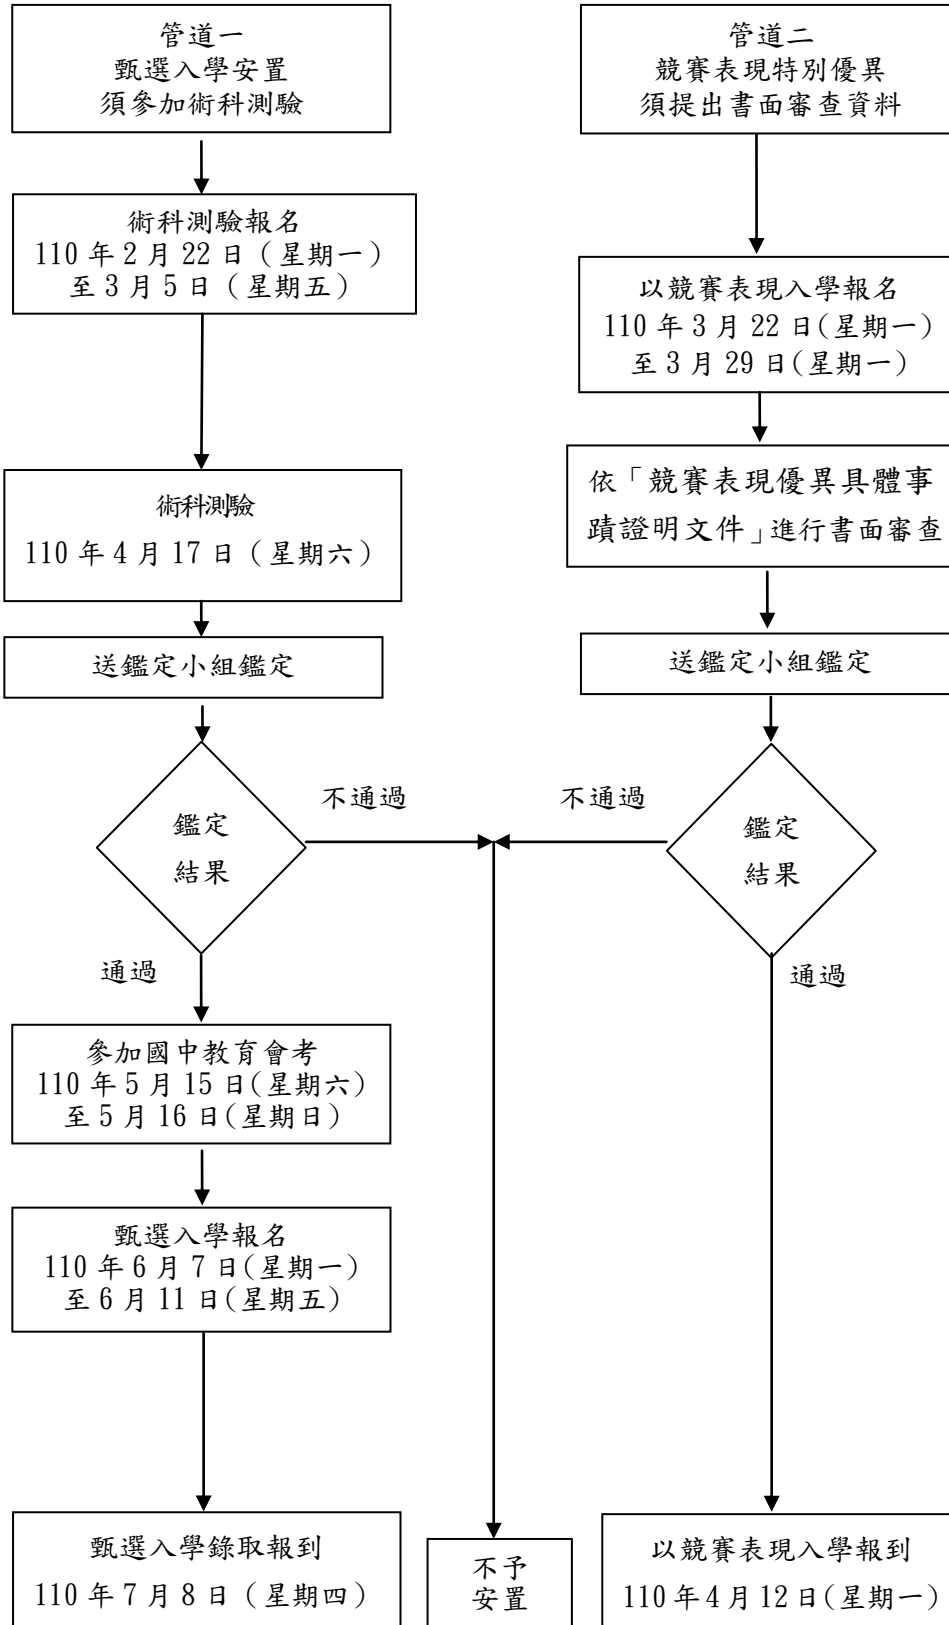 管道一
甄選入學安置
須參加術科測驗
術科測驗報名
110 年 2 月 22 日（星期一）
至 3 月 5 日（星期五）
術科測驗
110 年 4 月 17 日（星期六）
送鑑定小組鑑定
鑑定
結果
不通過
通過
參加國中教育會考
110 年 5 月 15 日(星期六)
至 5 月 16 日(星期日)
甄選入學報名
110 年 6 月 7 日(星期一)
至 6 月 11 日(星期五)
甄選入學錄取報到
110 年 7 月 8 日（星期四）
管道二
競賽表現特別優異
須提出書面審查資料
以競賽表現入學報名
110 年 3 月 22 日(星期一)
至 3 月 29 日(星期一)
依「競賽表現優異具體事
蹟證明文件」進行書面審查
送鑑定小組鑑定
鑑定
結果
不通過
通過
不予
安置
以競賽表現入學報到
110 年 4 月 12 日(星期一)